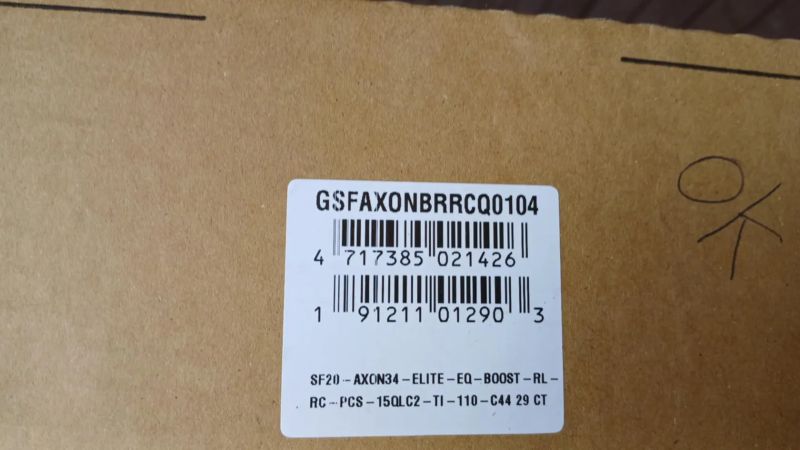 GSFAXONBRRCQ0104
4 717385 021426
1 91211 01290 3
SF20-AXON34-ELITE-EQ-BOOST-RL-
RC-PCS-15QLC2-TI-110-C44 29 CT
OK